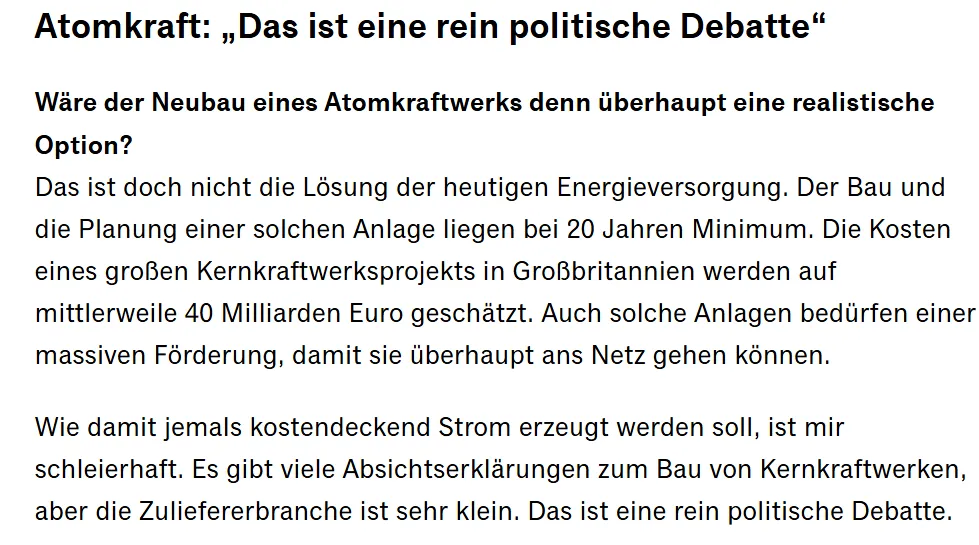 Atomkraft: „Das ist eine rein politische Debatte“
Wäre der Neubau eines Atomkraftwerks denn überhaupt eine realistische
Option?
Das ist doch nicht die Lösung der heutigen Energieversorgung. Der Bau und
die Planung einer solchen Anlage liegen bei 20 Jahren Minimum. Die Kosten
eines großen Kernkraftwerksprojekts in Großbritannien werden auf
mittlerweile 40 Milliarden Euro geschätzt. Auch solche Anlagen bedürfen einer
massiven Förderung, damit sie überhaupt ans Netz gehen können.
Wie damit jemals kostendeckend Strom erzeugt werden soll, ist mir
schleierhaft. Es gibt viele Absichtserklärungen zum Bau von Kernkraftwerken,
aber die Zuliefererbranche ist sehr klein. Das ist eine rein politische Debatte.